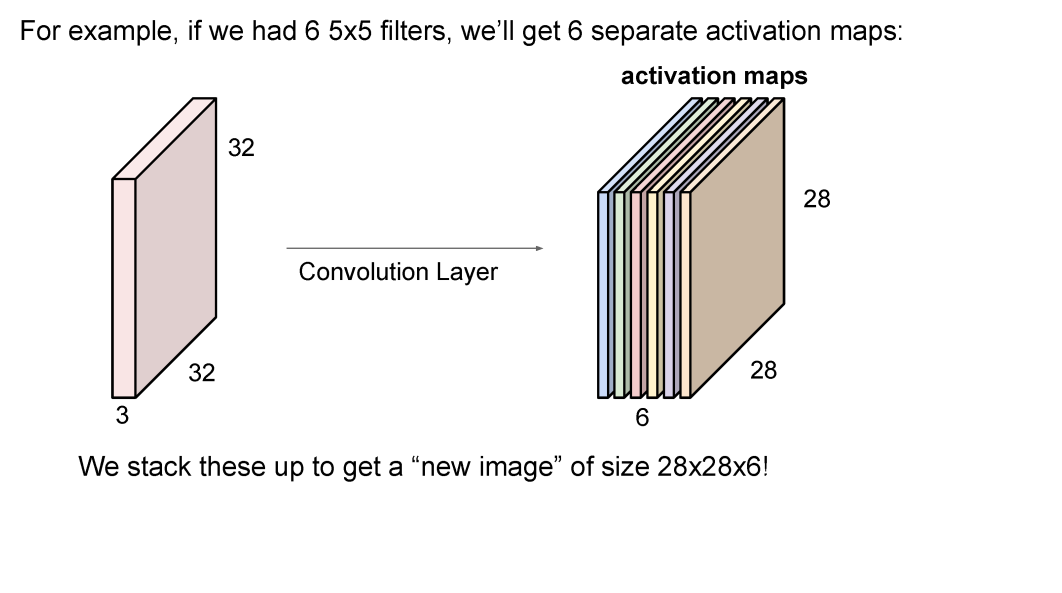 For example, if we had 6 5x5 filters, we’ll get 6 separate activation maps:
activation maps
32
28
Convolution Layer
32
28
3
6
We stack these up to get a “new image” of size 28x28x6!